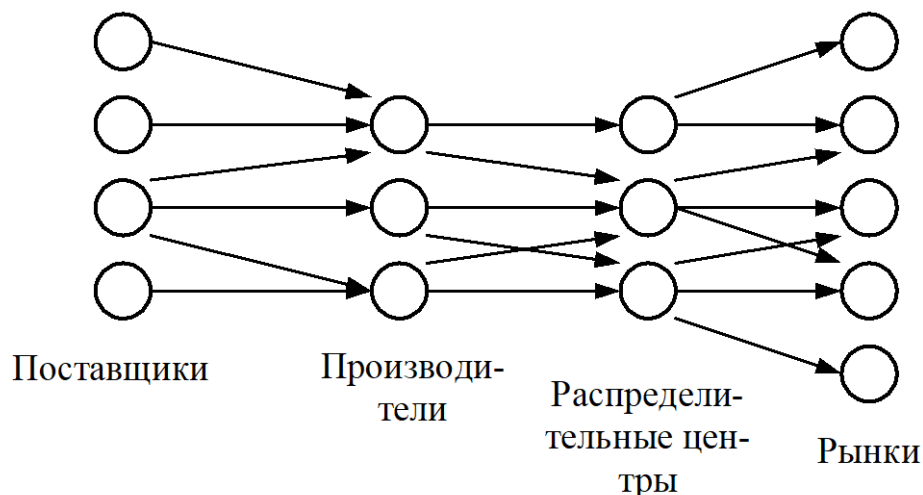 Поставщики
Производи-
тели
Распредели-
тельные цен-
тры
Рынки